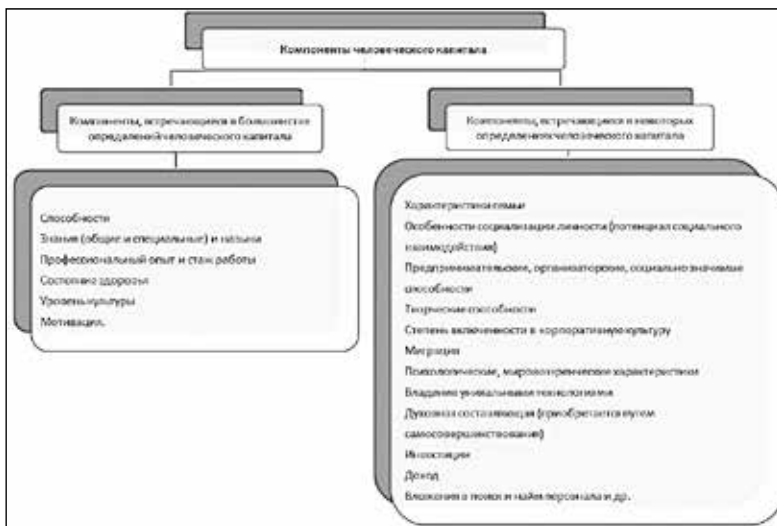 Компоненты человеческого капитала
Компоненты, встречающиеся в большинстве
определений человеческого капитала
Компоненты, встречающиеся в некоторых
определениях человеческого капитала
Способности
Знания (общие и специальные) и навыки
Профессиональный опыт и стаж работы
Состояние здоровья
Уровень культуры
Мотивация.
Характеристики семьи
Особенности социализации личности (потенциал социального
взаимодействия)
Предпринимательские, организаторские, социально значимые
способности
Творческие способности
Степень включенности в корпоративную культуру
Миграция
Психологические, мировоззренческие характеристики
Владение уникальными технологиями
Духовная составляющая (приобретается путем
самосовершенствования)
Инвестиции
Доход
Вложения в поиск и найм персонала и др.